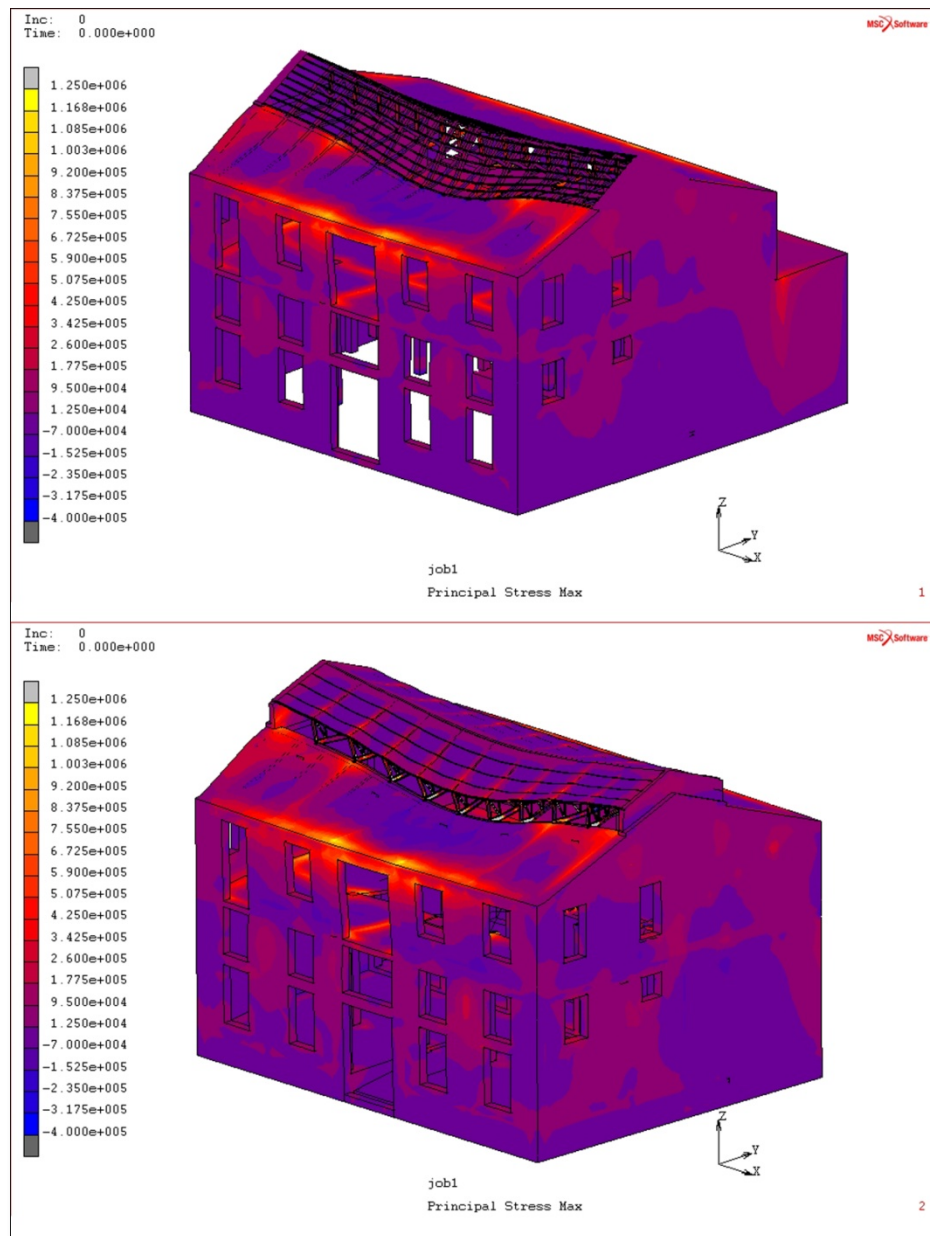 Inc: 0
Time: 0.000e+000
MSC Software
1.250e+006
1.168e+006
1.085e+006
1.003e+006
9.200e+005
8.375e+005
7.550e+005
6.725e+005
5.900e+005
5.075e+005
4.250e+005
3.425e+005
2.600e+005
1.775e+005
9.500e+004
1.250e+004
-7.000e+004
-1.525e+005
-2.350e+005
-3.175e+005
-4.000e+005
Z
Y
X
job1
Principal Stress Max
1
Inc: 0
Time: 0.000e+000
MSC Software
1.250e+006
1.168e+006
1.085e+006
1.003e+006
9.200e+005
8.375e+005
7.550e+005
6.725e+005
5.900e+005
5.075e+005
4.250e+005
3.425e+005
2.600e+005
1.775e+005
9.500e+004
1.250e+004
-7.000e+004
-1.525e+005
-2.350e+005
-3.175e+005
-4.000e+005
Z
Y
X
job1
Principal Stress Max
2